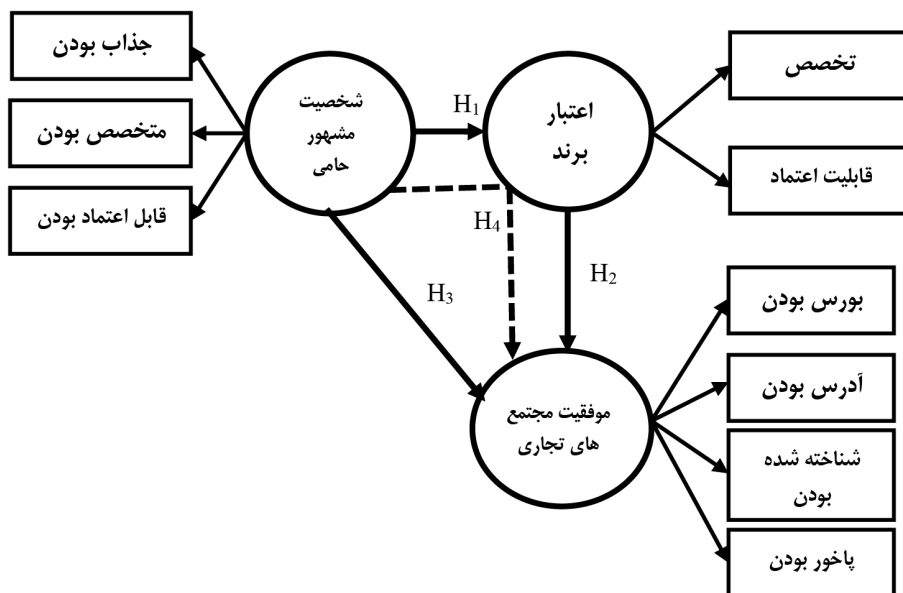 جذاب بودن
متخصص بودن
قابل اعتماد بودن
شخصیت
مشهور
حامی
H₁
اعتبار
برند
تخصص
قابلیت اعتماد
H₄
H₃
H₂
موفقیت مجتمع
های تجاری
بورس بودن
آدرس بودن
شناخته شده
بودن
پاخور بودن